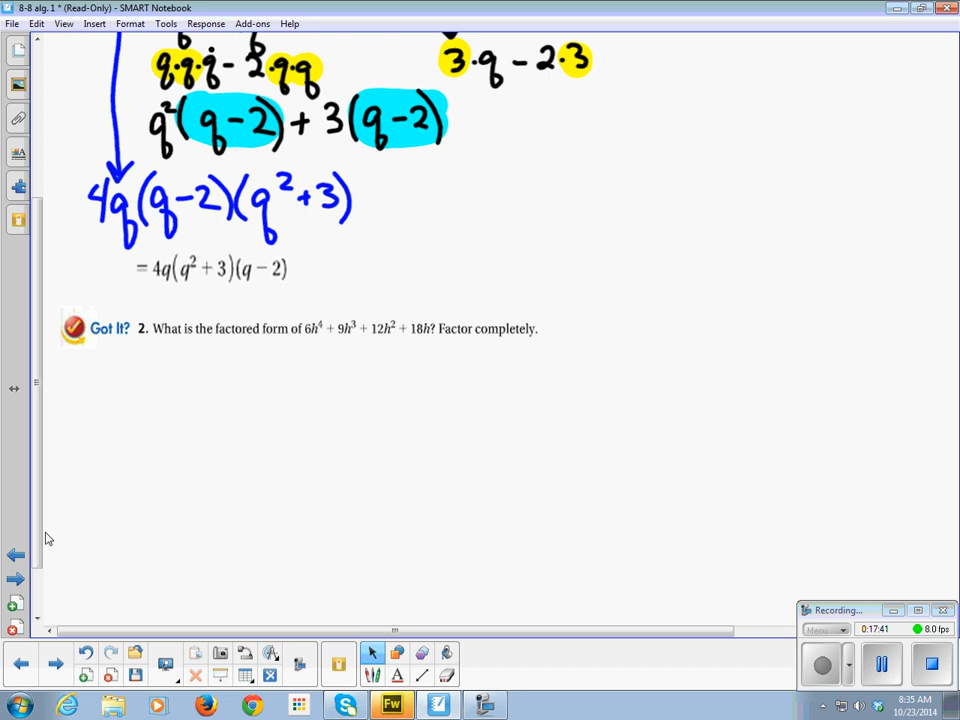 8-8 alg.1 * (Read-Only) - SMART Notebook
File Edit View Insert Format Tools Response Add-ons Help
q·q·q - 2·q·q 3·q - 2·3
q²(q-2) + 3(q-2)
4q(q-2)(q²+3)
= 4q(q² + 3)(q − 2)
Got It? 2. What is the factored form of 6h⁴ + 9h³ + 12h² + 18h? Factor completely.
Recording...
Menu
0:17:41 8.0 fps
A
Fw
8:35 AM
10/23/2014